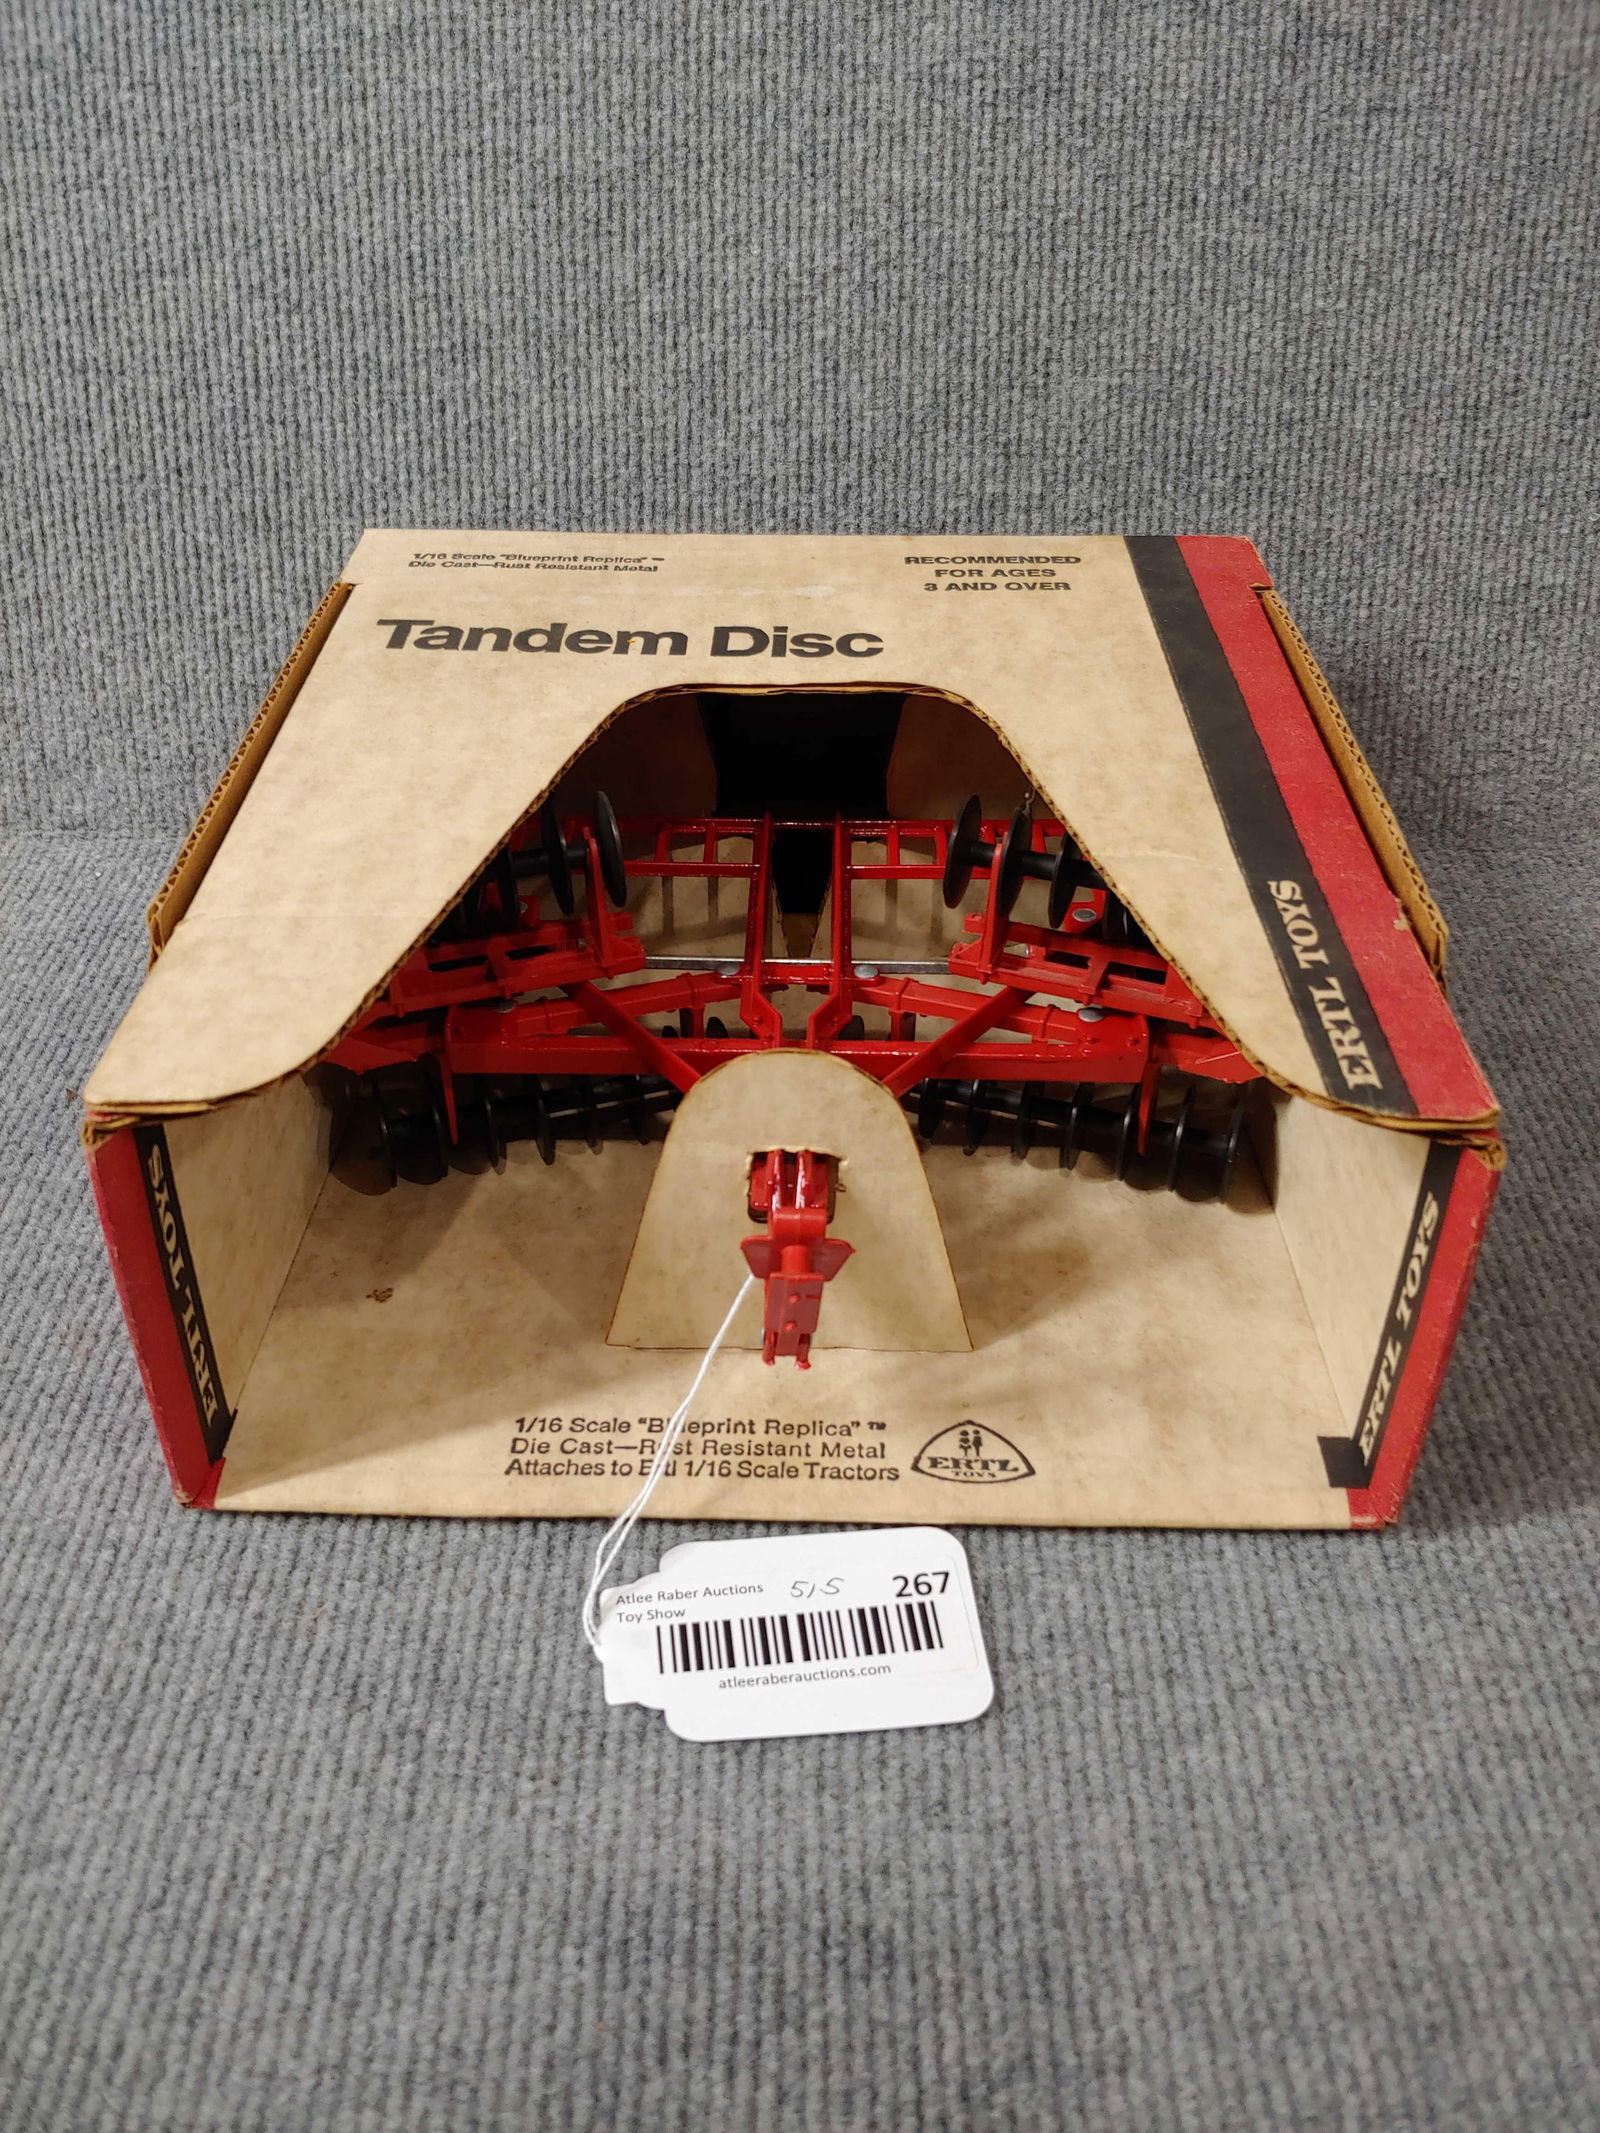 1/16 Scale "Blueprint Replica" ™
Die Cast—Rust Resistant Metal
RECOMMENDED
FOR AGES
3 AND OVER
Tandem Disc
ERTL TOYS
ERTL TOYS
ERTL TOYS
1/16 Scale "Blueprint Replica" ™
Die Cast—Rust Resistant Metal
Attaches to Ertl 1/16 Scale Tractors
ERTL
TOYS
Atlee Raber Auctions 515 267
Toy Show
atleeraberauctions.com